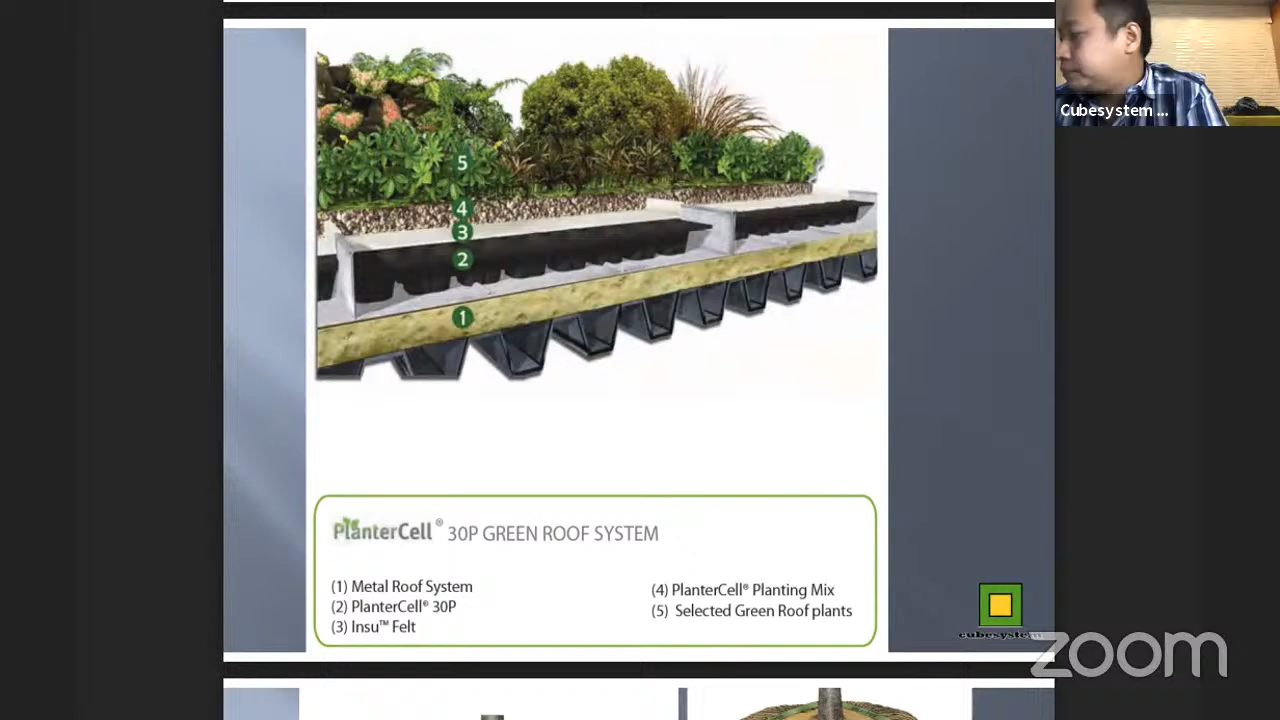 Cubesystem ...
5
4
3
2
1
PlanterCell® 30P GREEN ROOF SYSTEM
(1) Metal Roof System
(2) PlanterCell® 30P
(3) Insu™ Felt
(4) PlanterCell® Planting Mix
(5) Selected Green Roof plants
cubesystem
zoom